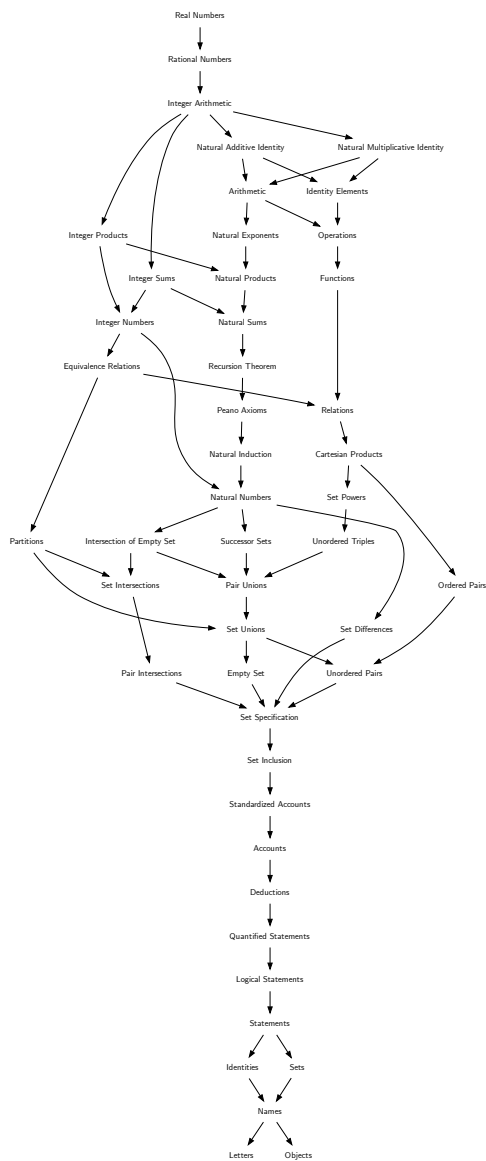 Real Numbers
Rational Numbers
Integer Arithmetic
Natural Additive Identity
Natural Multiplicative Identity
Arithmetic
Identity Elements
Integer Products
Natural Exponents
Operations
Integer Sums
Natural Products
Functions
Integer Numbers
Natural Sums
Equivalence Relations
Recursion Theorem
Peano Axioms
Relations
Natural Induction
Cartesian Products
Natural Numbers
Set Powers
Partitions
Intersection of Empty Set
Successor Sets
Unordered Triples
Set Intersections
Pair Unions
Ordered Pairs
Set Unions
Set Differences
Pair Intersections
Empty Set
Unordered Pairs
Set Specification
Set Inclusion
Standardized Accounts
Accounts
Deductions
Quantified Statements
Logical Statements
Statements
Identities
Sets
Names
Letters
Objects